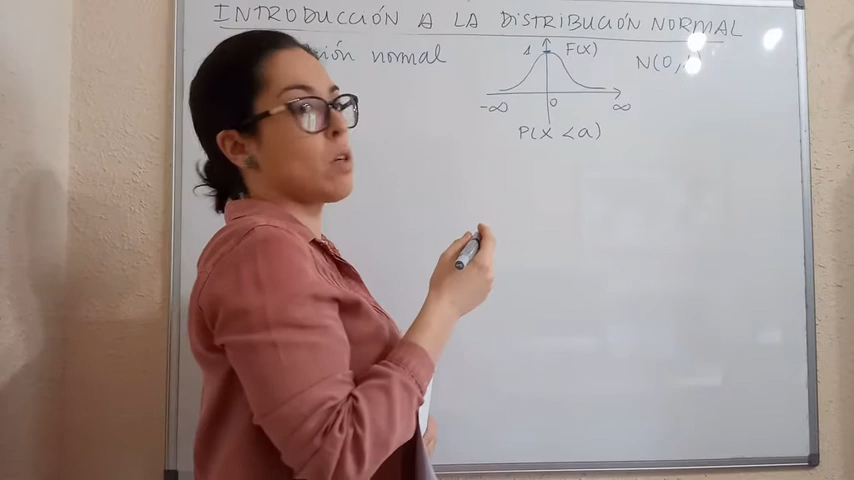 INTRODUCCIÓN A LA DISTRIBUCIÓN NORMAL
normal
1 F(X) N(0,
-∞ 0 ∞
P(X < a)